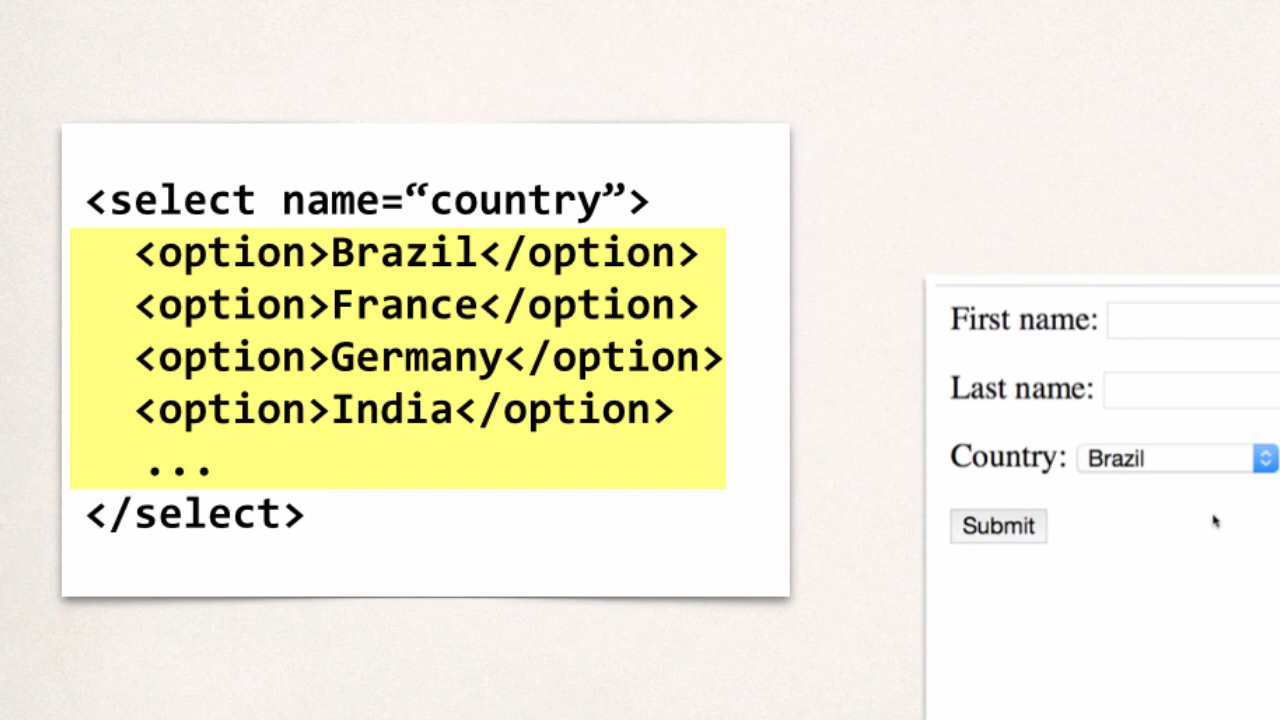 <select name=“country”>
<option>Brazil</option>
<option>France</option>
<option>Germany</option>
<option>India</option>
...
</select>
First name:
Last name:
Country: Brazil
Submit